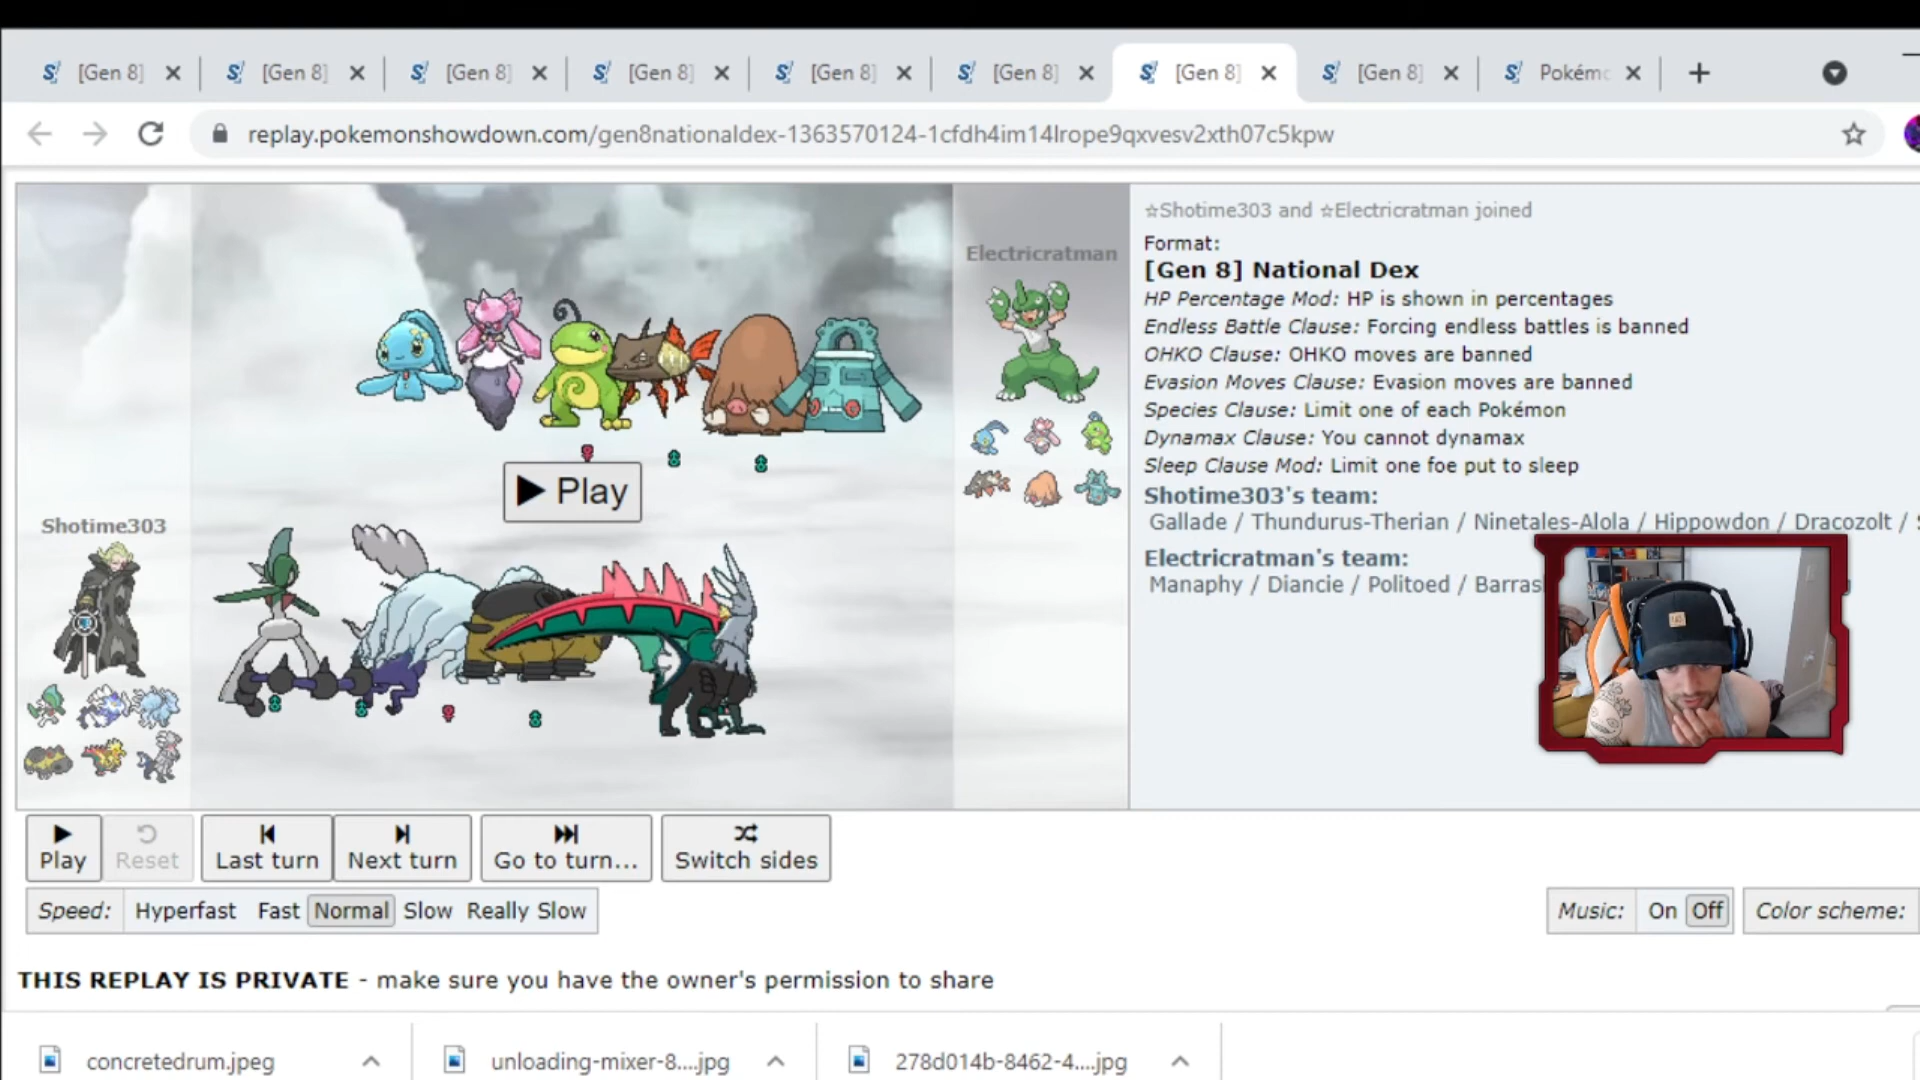 [Gen 8] [Gen 8] [Gen 8] [Gen 8] [Gen 8] [Gen 8] [Gen 8] [Gen 8] Pokémo
replay.pokemonshowdown.com/gen8nationaldex-1363570124-1cfdh4im14lrope9qxvesv2xth07c5kpw
Electricratman
Shotime303
Play
☆Shotime303 and ☆Electricratman joined
Format:
[Gen 8] National Dex
HP Percentage Mod: HP is shown in percentages
Endless Battle Clause: Forcing endless battles is banned
OHKO Clause: OHKO moves are banned
Evasion Moves Clause: Evasion moves are banned
Species Clause: Limit one of each Pokémon
Dynamax Clause: You cannot dynamax
Sleep Clause Mod: Limit one foe put to sleep
Shotime303's team:
Gallade / Thundurus-Therian / Ninetales-Alola / Hippowdon / Dracozolt /
Electricratman's team:
Manaphy / Diancie / Politoed / Barras
Play Reset Last turn Next turn Go to turn... Switch sides
Speed: Hyperfast Fast Normal Slow Really Slow
Music: On Off Color scheme:
THIS REPLAY IS PRIVATE - make sure you have the owner's permission to share
concretedrum.jpeg unloading-mixer-8....jpg 278d014b-8462-4....jpg